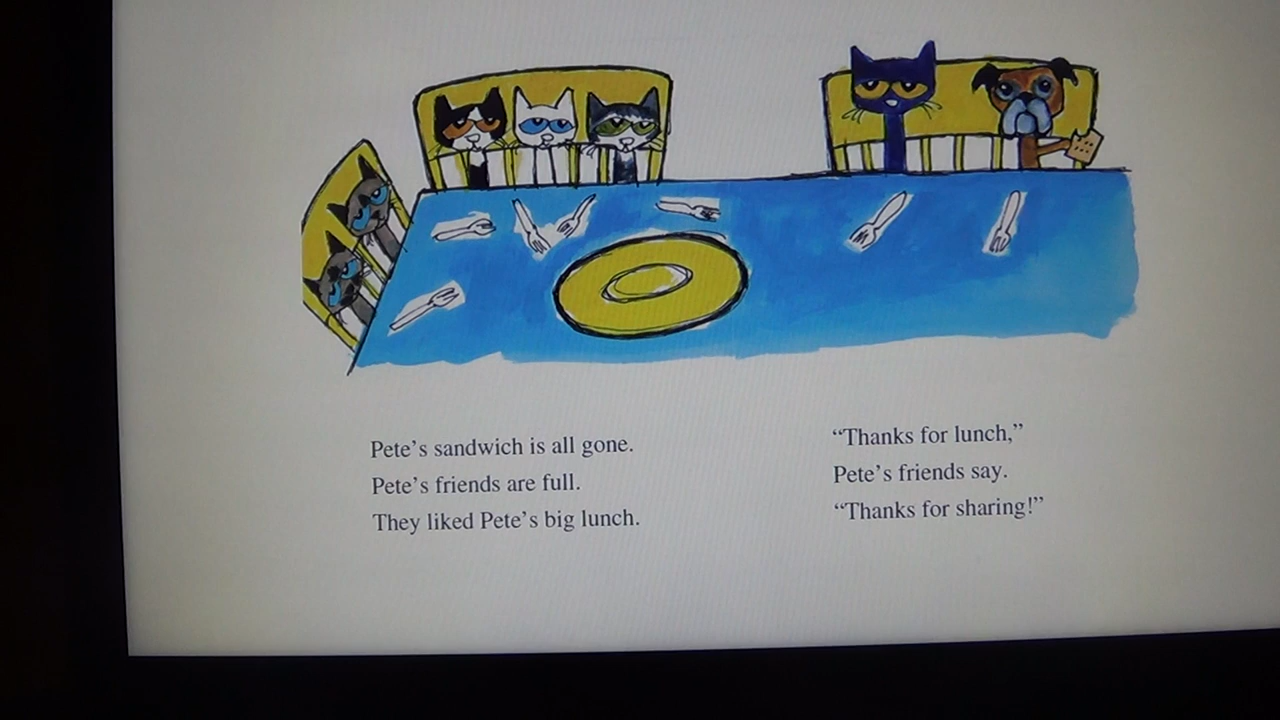 Pete's sandwich is all gone.
Pete's friends are full.
They liked Pete's big lunch.
“Thanks for lunch,”
Pete's friends say.
“Thanks for sharing!”